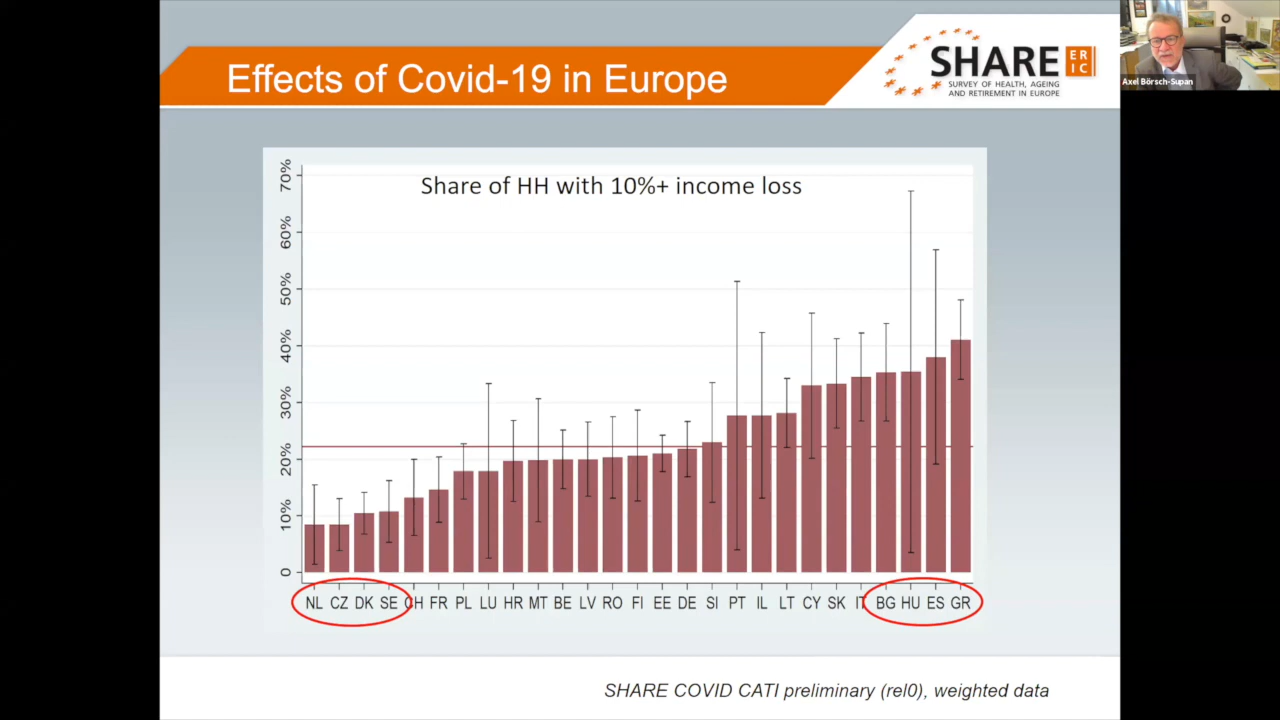 Effects of Covid-19 in Europe
SHARE
ER
IC
SURVEY OF HEALTH, AGEING
AND RETIREMENT IN EUROPE
Axel Börsch-Supan
Share of HH with 10%+ income loss
70%
60%
50%
40%
30%
20%
10%
0
NL CZ DK SE CH FR PL LU HR MT BE LV RO FI EE DE SI PT IL LT CY SK IT BG HU ES GR
SHARE COVID CATI preliminary (rel0), weighted data